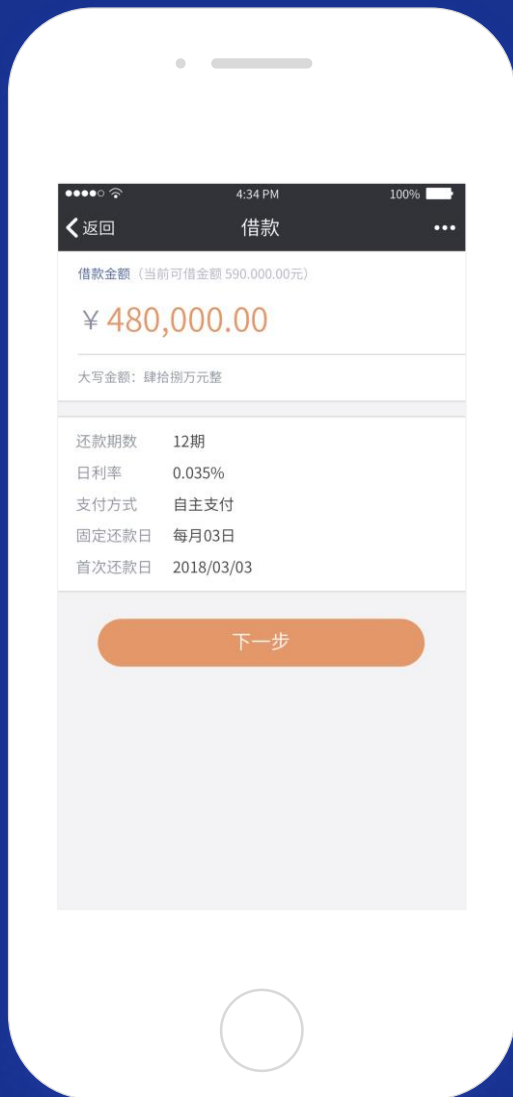 4:34 PM 100%
返回 借款
借款金额（当前可借金额 590.000.00元）
￥480,000.00
大写金额：肆拾捌万元整
还款期数 12期
日利率 0.035%
支付方式 自主支付
固定还款日 每月03日
首次还款日 2018/03/03
下一步